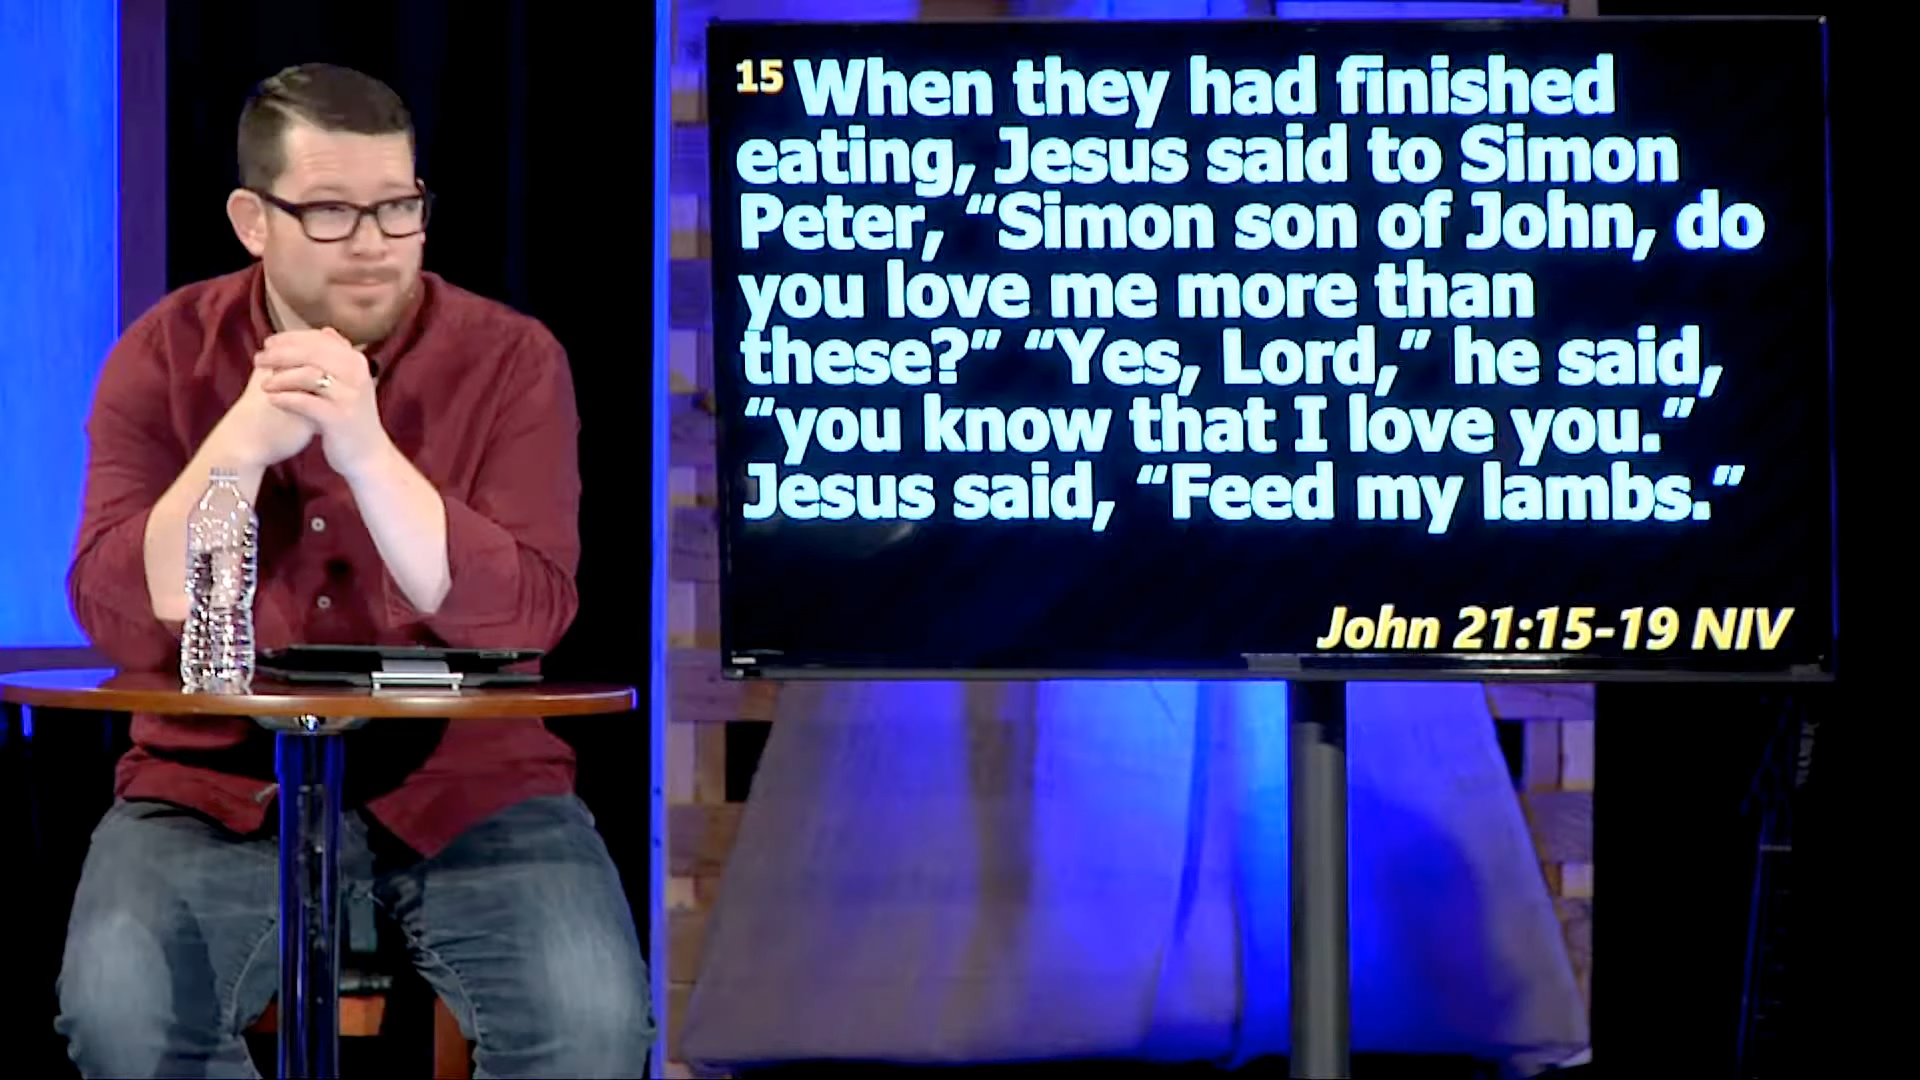 15 When they had finished
eating, Jesus said to Simon
Peter, “Simon son of John, do
you love me more than
these?” “Yes, Lord,” he said,
“you know that I love you.”
Jesus said, “Feed my lambs.”
John 21:15-19 NIV